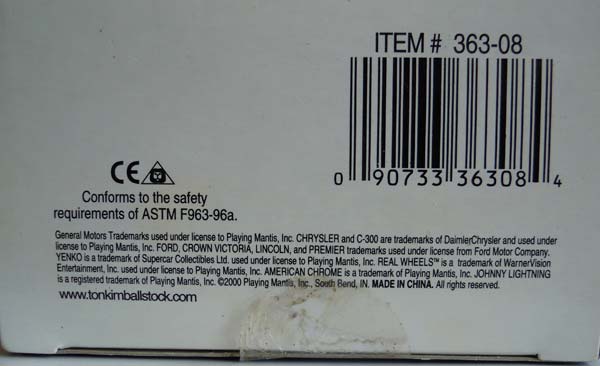 ITEM # 363-08
0 90733 36308 4
CE
Conforms to the safety
requirements of ASTM F963-96a.
General Motors Trademarks used under license to Playing Mantis, Inc. CHRYSLER and C-300 are trademarks of DaimlerChrysler and used under
license to Playing Mantis, Inc. FORD, CROWN VICTORIA, LINCOLN, and PREMIER trademarks used under license from Ford Motor Company.
YENKO is a trademark of Supercar Collectibles Ltd. used under license to Playing Mantis, Inc. REAL WHEELS™ is a trademark of WarnerVision
Entertainment, Inc. used under license to Playing Mantis, Inc. AMERICAN CHROME is a trademark of Playing Mantis, Inc. JOHNNY LIGHTNING
is a registered trademark of Playing Mantis, Inc. ©2000 Playing Mantis, Inc., South Bend, IN. MADE IN CHINA. All rights reserved.
www.tonkimballstock.com